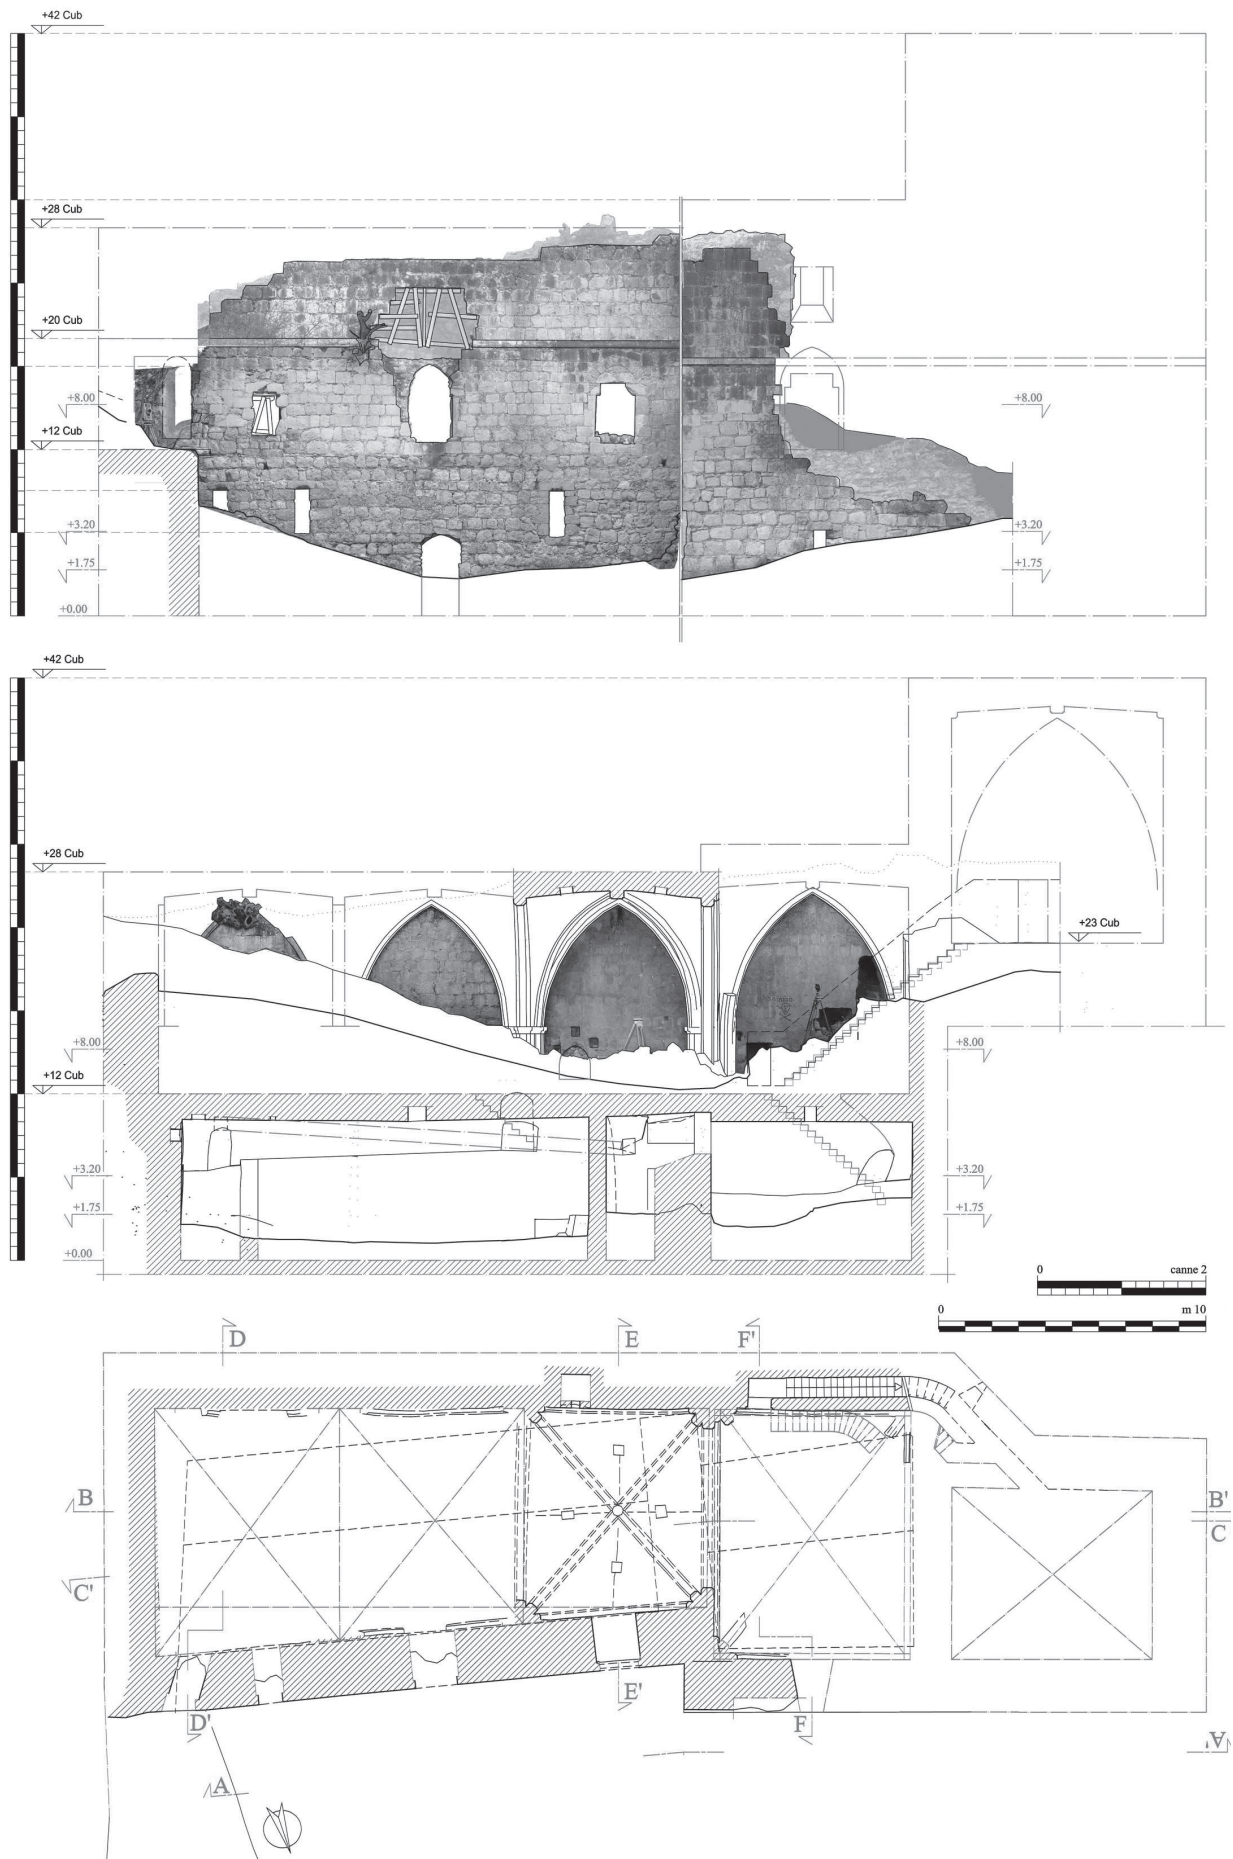 +42 Cub
+28 Cub
+20 Cub
+8.00 +8.00
+12 Cub
+3.20 +3.20
+1.75 +1.75
+0.00
+42 Cub
+28 Cub
+23 Cub
+8.00 +8.00
+12 Cub
+3.20 +3.20
+1.75 +1.75
+0.00
0 canne 2
0 m 10
D E F'
B B'
C
C'
E'
D' F
A'
A